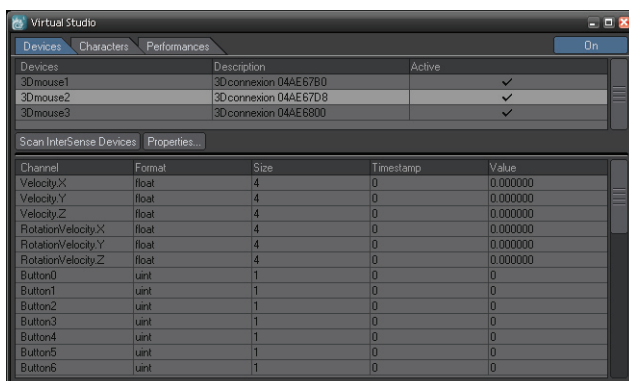 Virtual Studio
Devices Characters Performances On
Devices Description Active
3Dmouse1 3Dconnexion 04AE67B0
3Dmouse2 3Dconnexion 04AE67D8
3Dmouse3 3Dconnexion 04AE6800
Scan InterSense Devices Properties...
Channel Format Size Timestamp Value
Velocity.X float 4 0 0.000000
Velocity.Y float 4 0 0.000000
Velocity.Z float 4 0 0.000000
RotationVelocity.X float 4 0 0.000000
RotationVelocity.Y float 4 0 0.000000
RotationVelocity.Z float 4 0 0.000000
Button0 uint 1 0 0
Button1 uint 1 0 0
Button2 uint 1 0 0
Button3 uint 1 0 0
Button4 uint 1 0 0
Button5 uint 1 0 0
Button6 uint 1 0 0